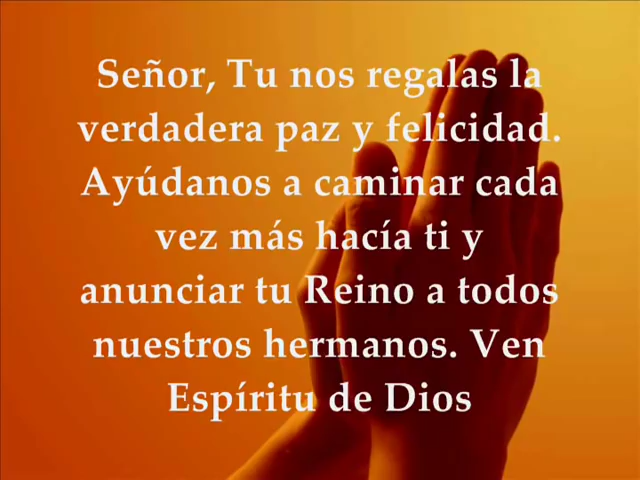 Señor, Tu nos regalas la
verdadera paz y felicidad.
Ayúdanos a caminar cada
vez más hacía ti y
anunciar tu Reino a todos
nuestros hermanos. Ven
Espíritu de Dios